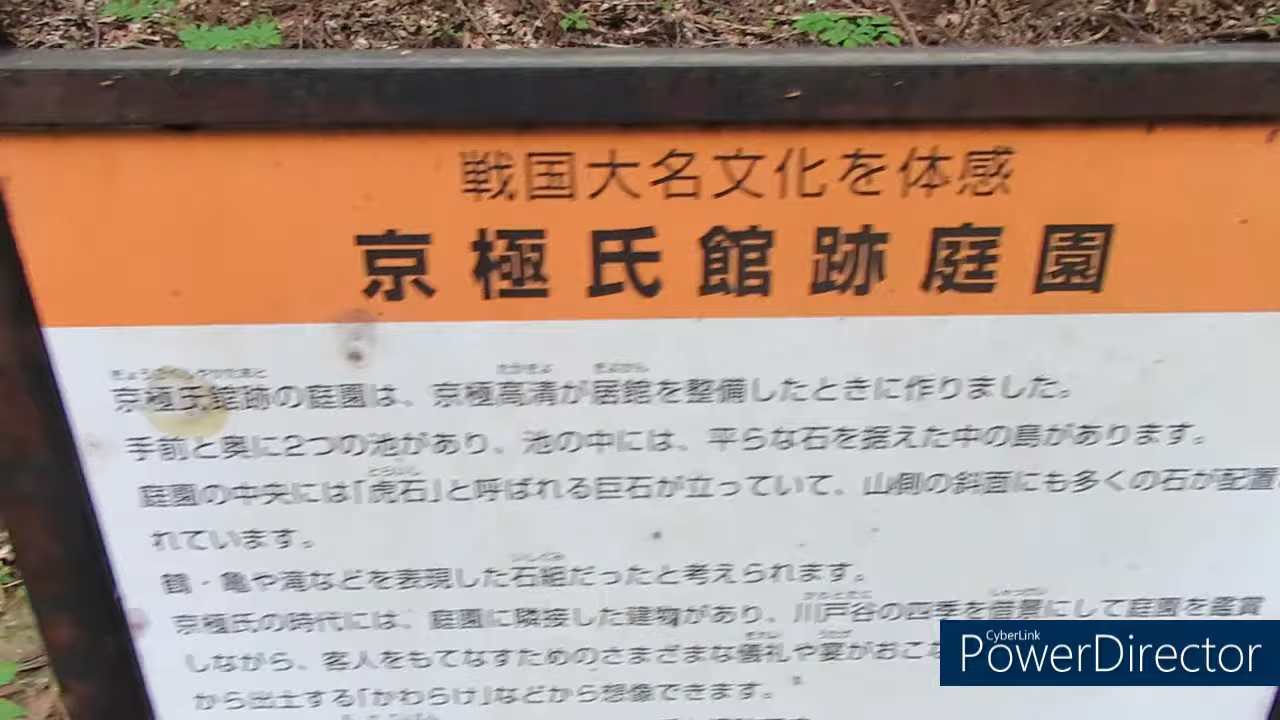 戦国大名文化を体感
京極氏館跡庭園
京極氏館跡の庭園は、京極高清が居館を整備したときに作りました。
手前と奥に2つの池があり、池の中には、平らな石を据えた中の島があります。
庭園の中央には「虎石」と呼ばれる巨石が立っていて、山側の斜面にも多くの石が配置
れています。
鶴・亀や滝などを表現した石組だったと考えられます。
京極氏の時代には、庭園に隣接した建物があり、川戸谷の四季を借景にして庭園を鑑賞
しながら、客人をもてなすためのさまざまな儀礼や宴がおこな
から出土する「かわらけ」などから想像できます。
CyberLink
PowerDirector